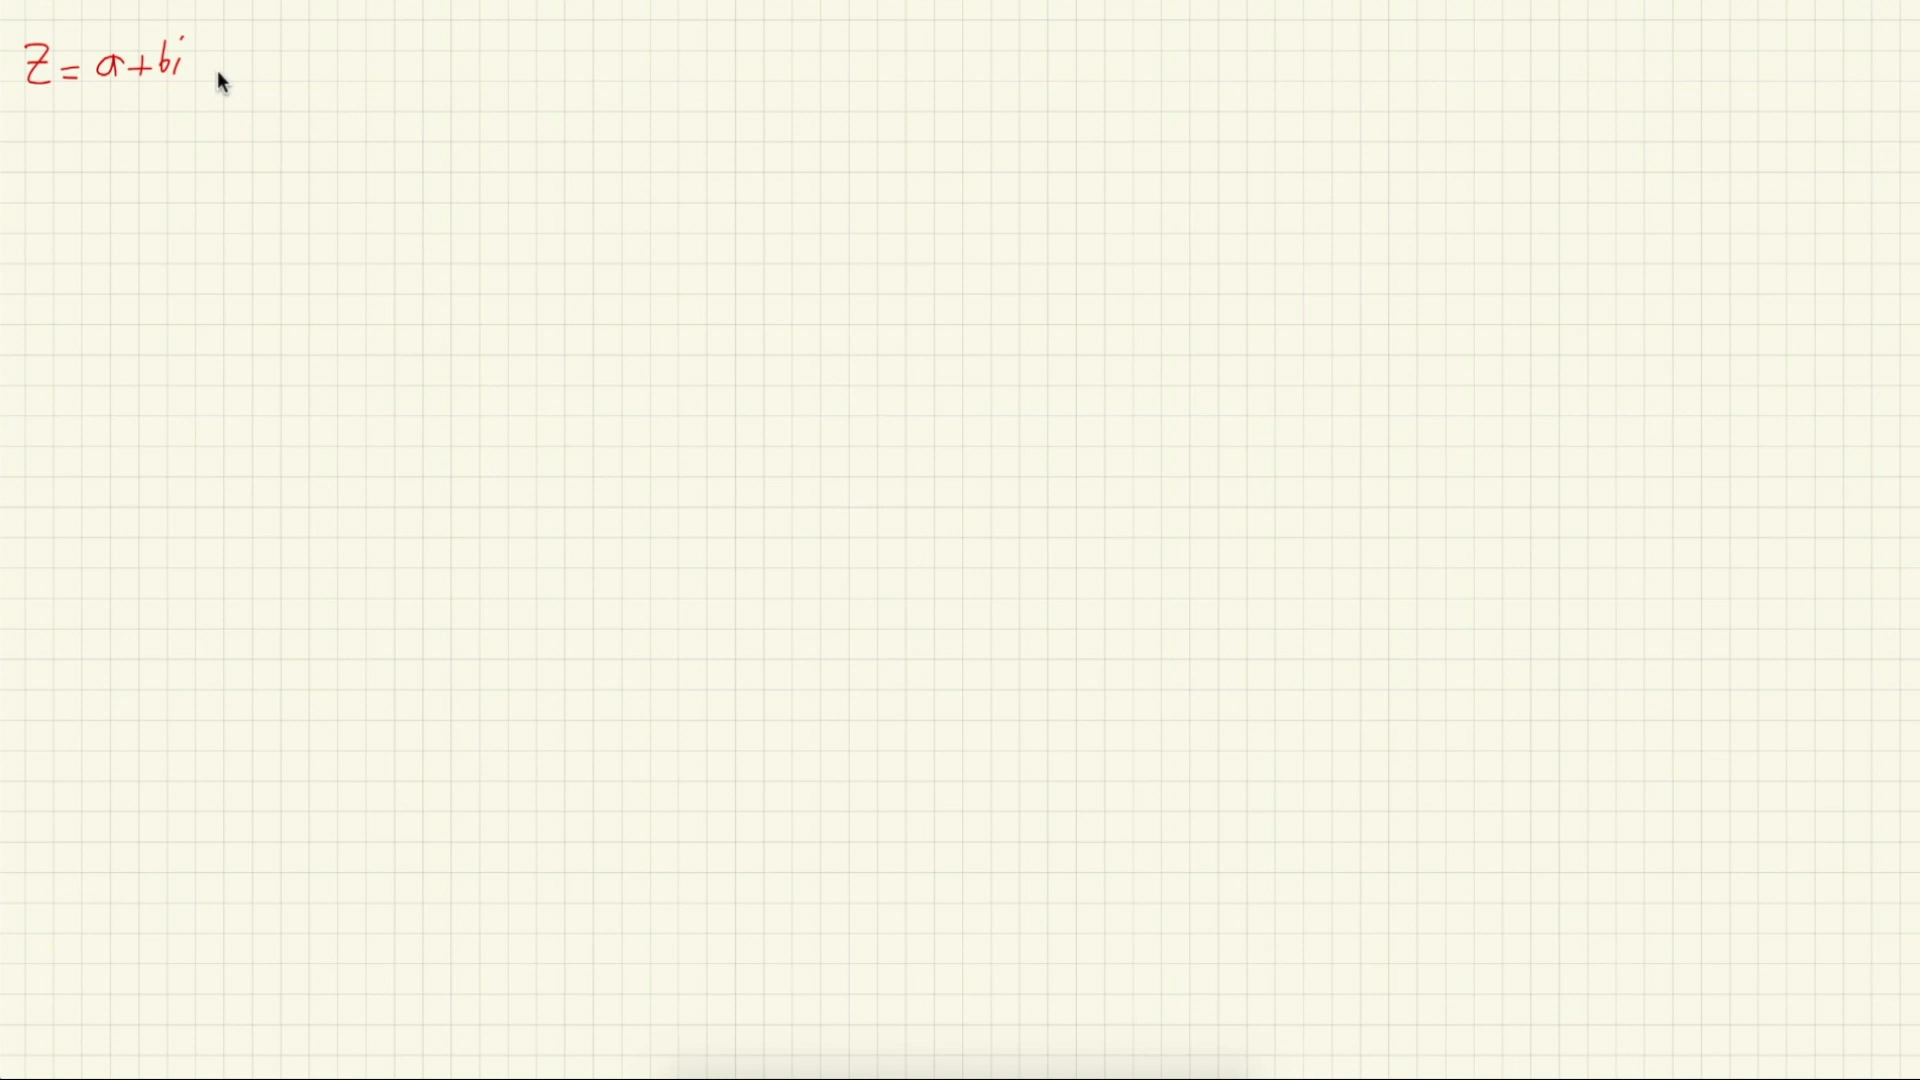 Z = a+bi